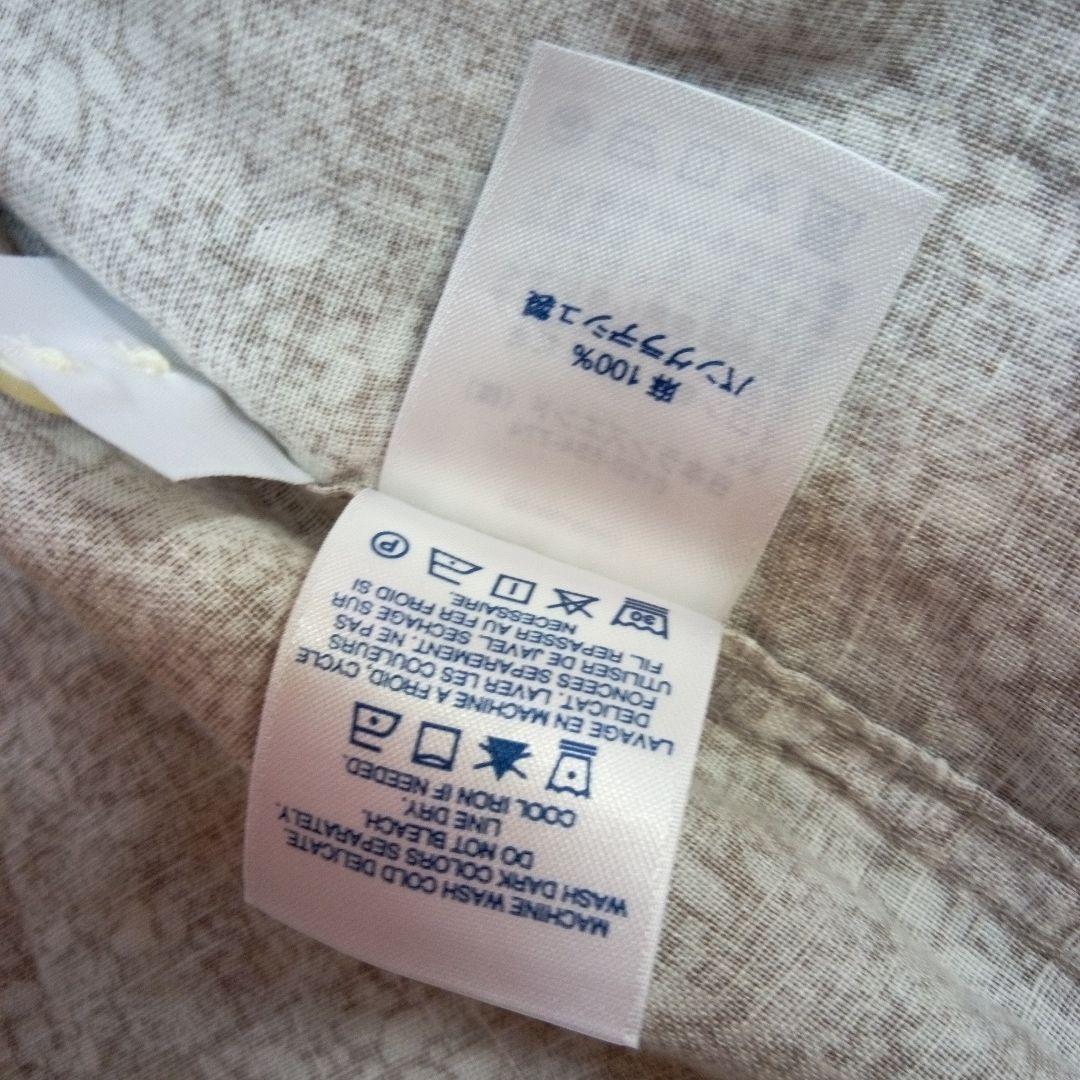 MACHINE WASH COLD DELICATE.
WASH DARK COLORS SEPARATELY.
DO NOT BLEACH.
LINE DRY.
COOL IRON IF NEEDED.
LAVAGE EN MACHINE A FROID, CYCLE
DELICAT. LAVER LES COULEURS
FONCEES SEPAREMENT. NE PAS
UTILISER DE JAVEL. SECHAGE SUR
FIL. REPASSER AU FER FROID SI
NECESSAIRE.
30
P
麻 100%
バングラデシュ製